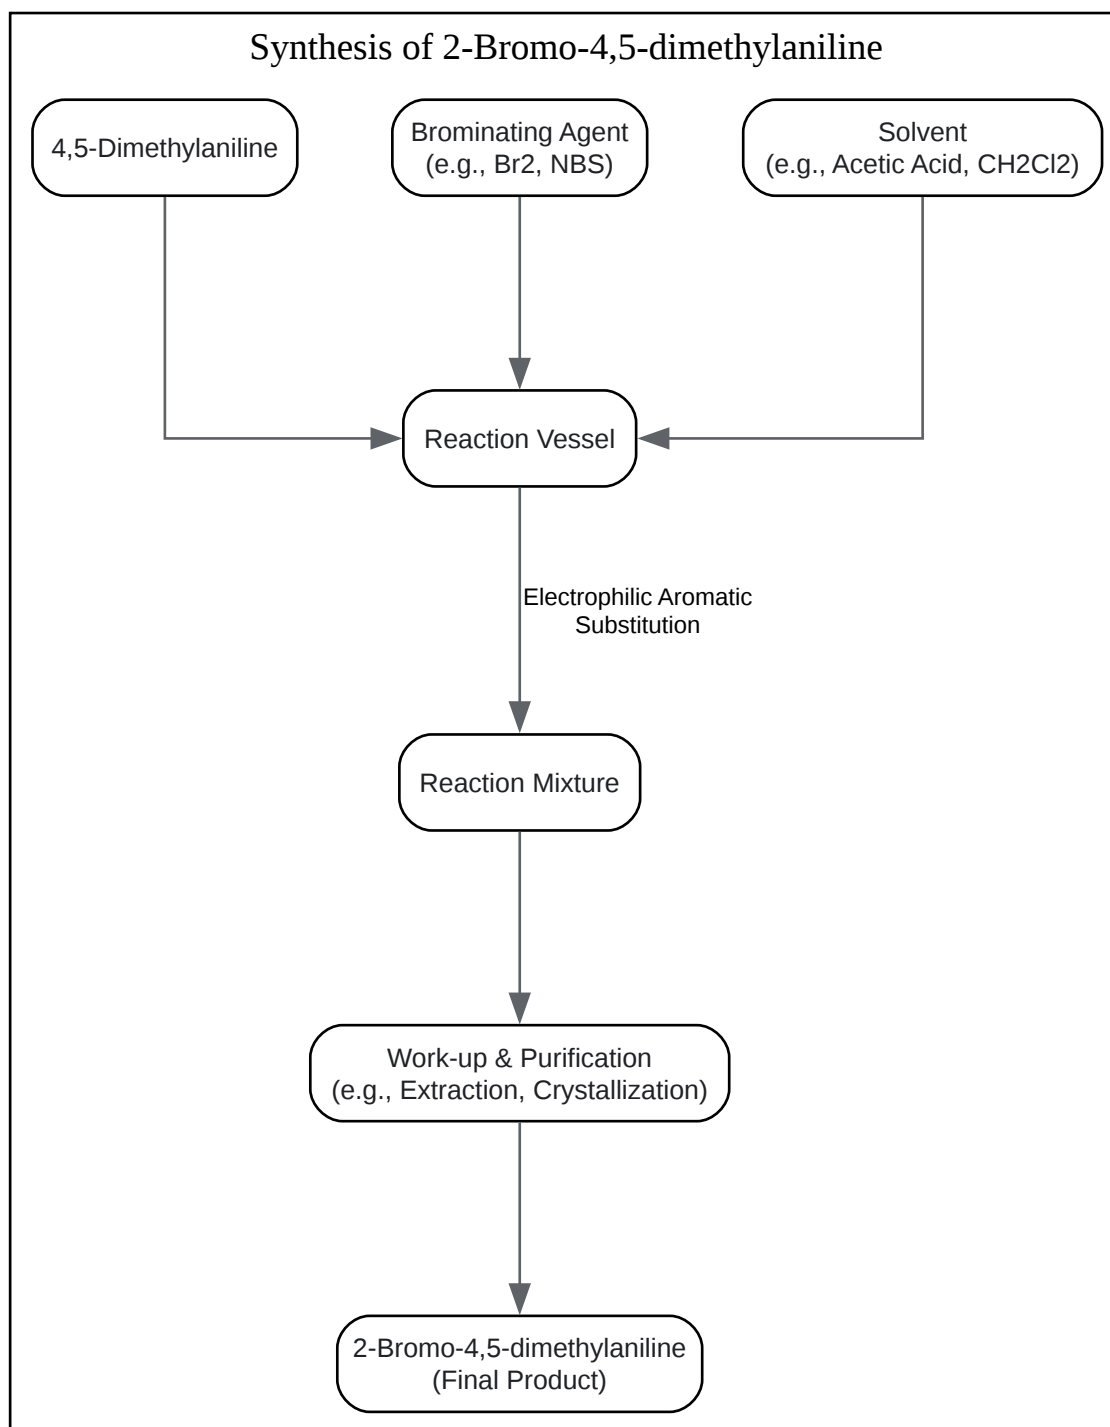 Synthesis of 2-Bromo-4,5-dimethylaniline
4,5-Dimethylaniline
Brominating Agent
(e.g., Br2, NBS)
Solvent
(e.g., Acetic Acid, CH2Cl2)
Reaction Vessel
Electrophilic Aromatic
Substitution
Reaction Mixture
Work-up & Purification
(e.g., Extraction, Crystallization)
2-Bromo-4,5-dimethylaniline
(Final Product)